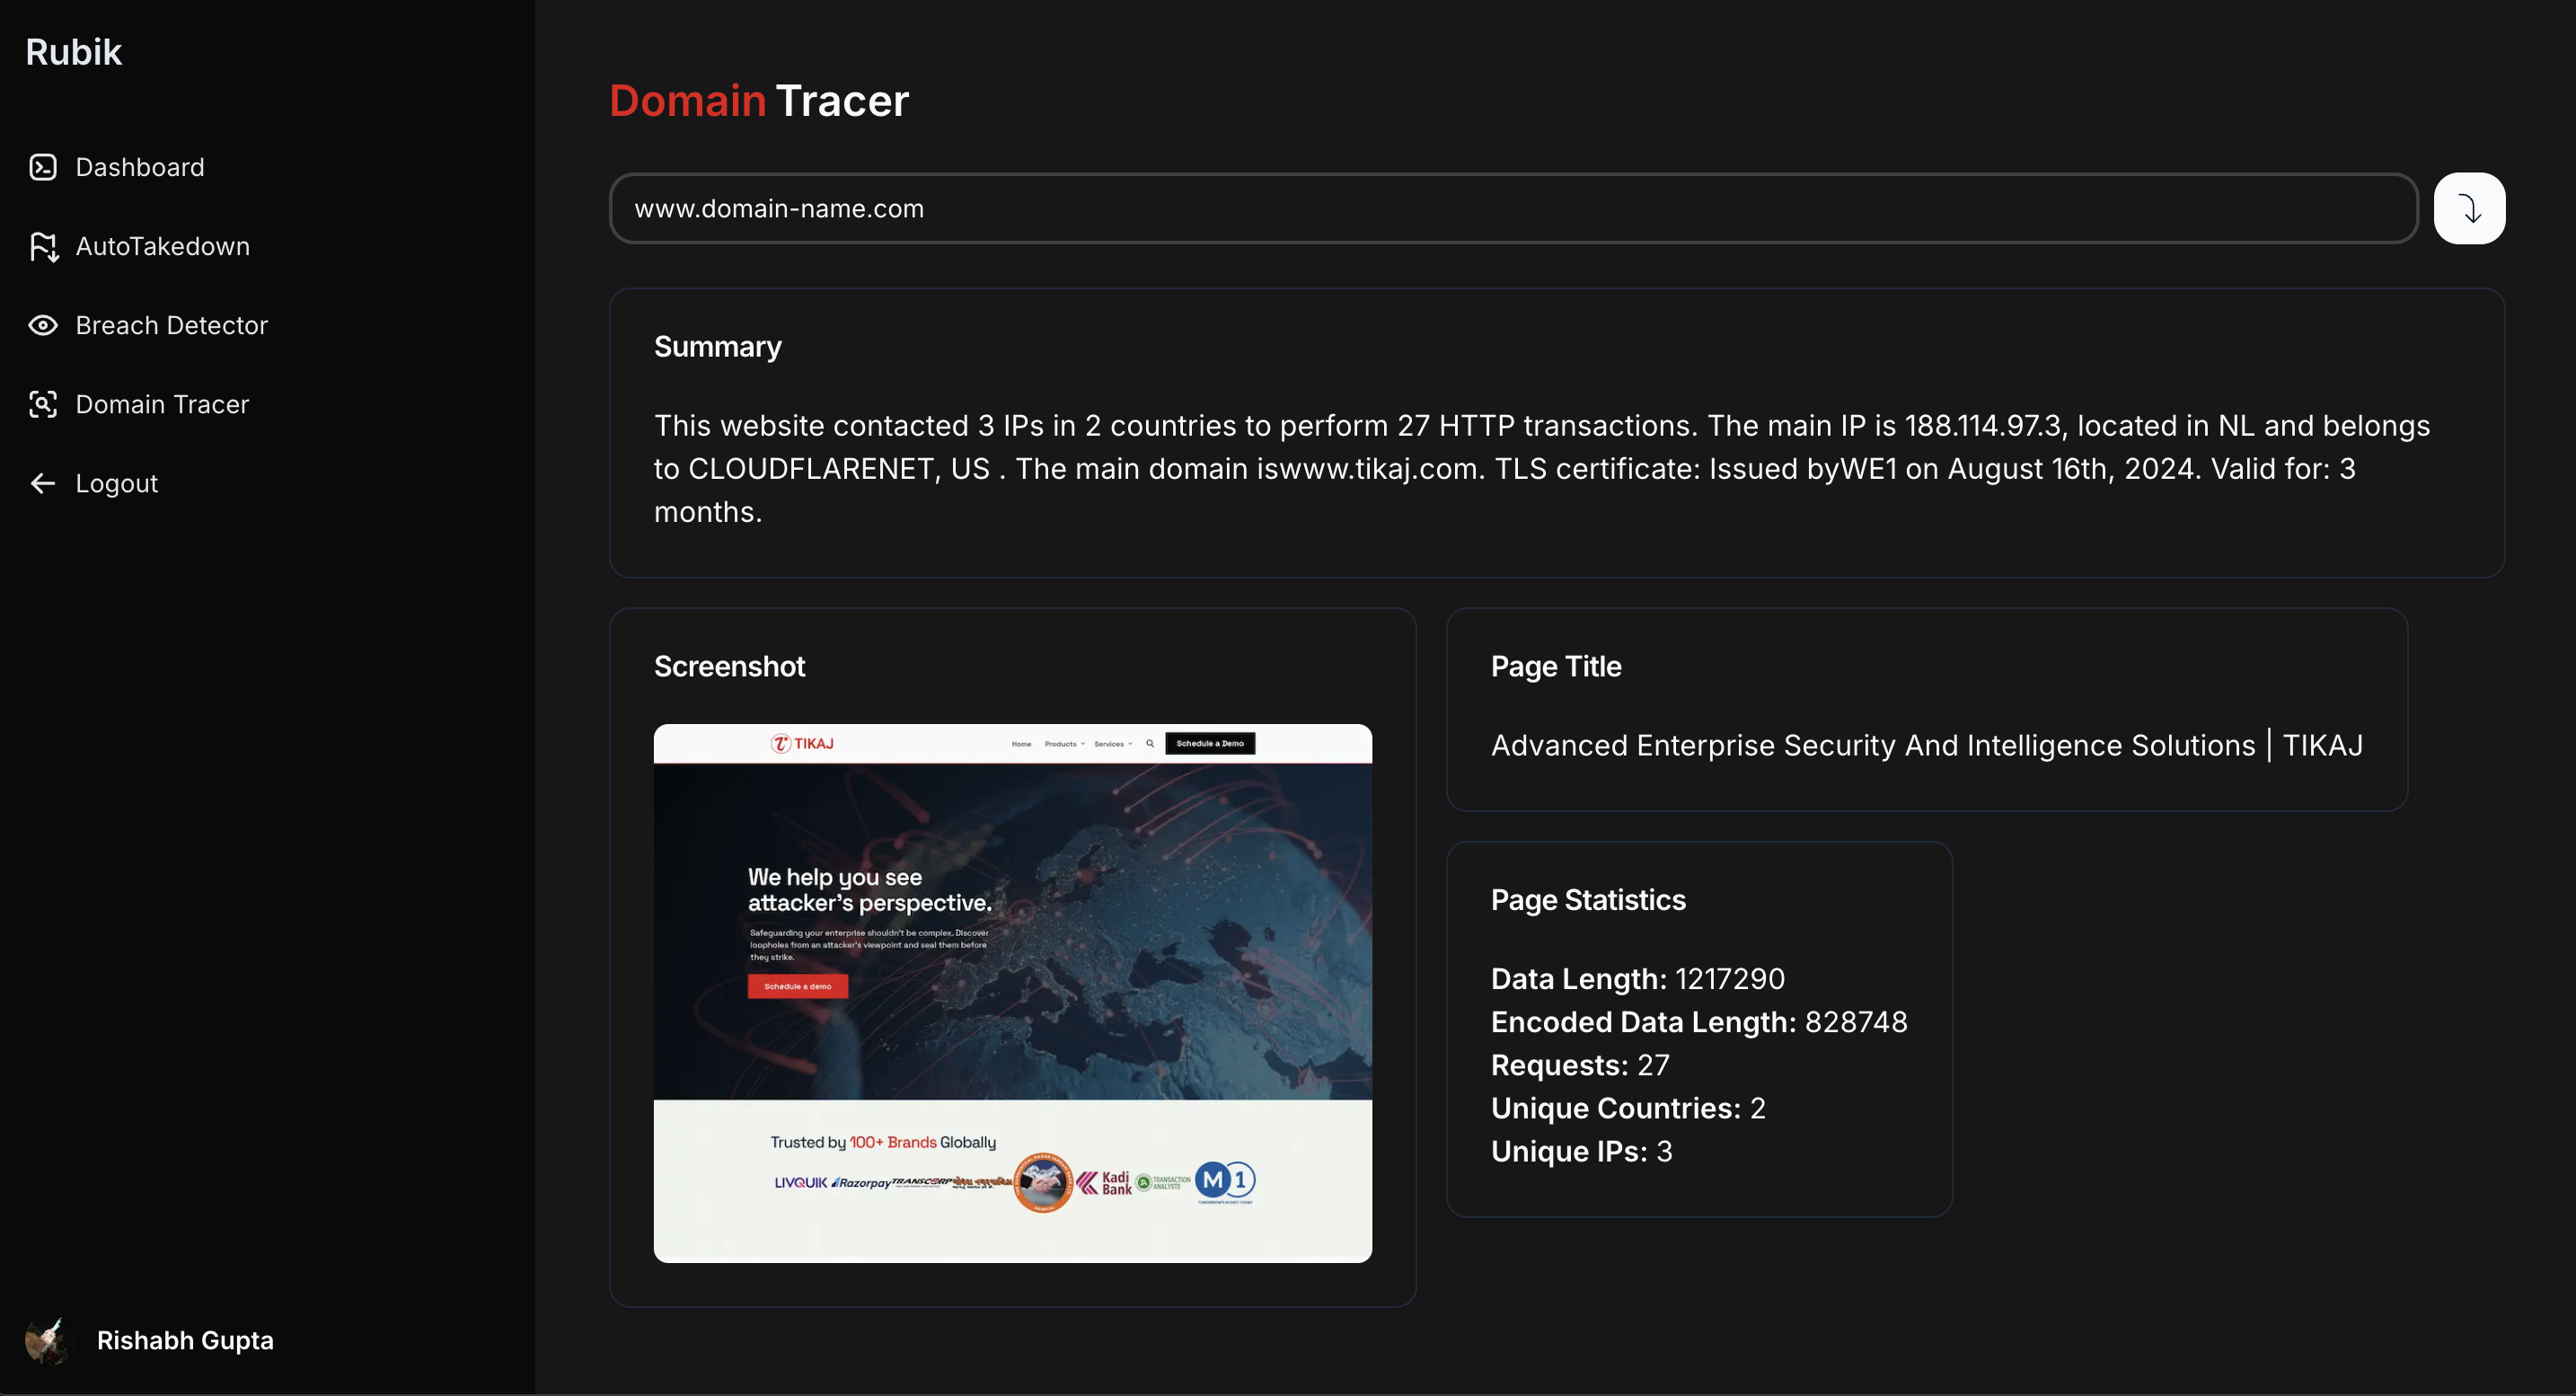 Rubik
Dashboard
AutoTakedown
Breach Detector
Domain Tracer
Logout
Rishabh Gupta
Domain Tracer
www.domain-name.com
Summary
This website contacted 3 IPs in 2 countries to perform 27 HTTP transactions. The main IP is 188.114.97.3, located in NL and belongs
to CLOUDFLARENET, US . The main domain iswww.tikaj.com. TLS certificate: Issued byWE1 on August 16th, 2024. Valid for: 3
months.
Screenshot
TIKAJ
Home Products Services Schedule a Demo
We help you see
attacker's perspective.
Safeguarding your enterprise shouldn't be complex. Discover
loopholes from an attacker's viewpoint and seal them before
they strike.
Schedule a demo
Trusted by 100+ Brands Globally
LIVQUIK Razorpay TRANSCORP
Kadi
Bank
TRANSACTION
ANALYSTS
M1
Page Title
Advanced Enterprise Security And Intelligence Solutions | TIKAJ
Page Statistics
Data Length: 1217290
Encoded Data Length: 828748
Requests: 27
Unique Countries: 2
Unique IPs: 3